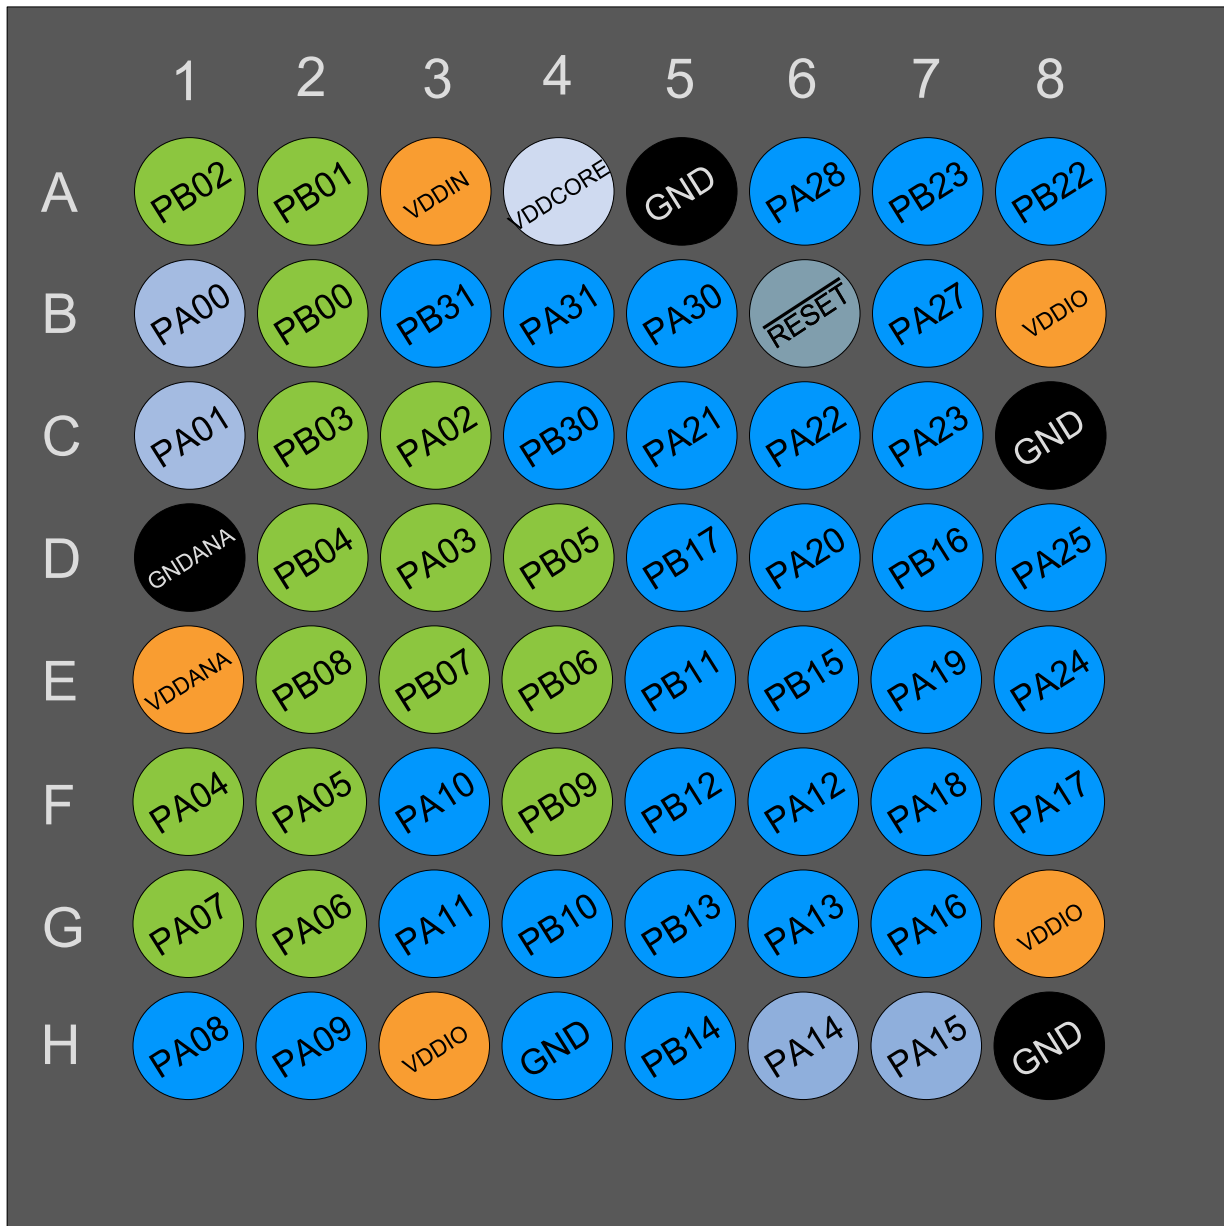 1 2 3 4 5 6 7 8
A PB02 PB01 VDDIN VDDCORE GND PA28 PB23 PB22
B PA00 PB00 PB31 PA31 PA30 RESET PA27 VDDIO
C PA01 PB03 PA02 PB30 PA21 PA22 PA23 GND
D GNDANA PB04 PA03 PB05 PB17 PA20 PB16 PA25
E VDDANA PB08 PB07 PB06 PB11 PB15 PA19 PA24
F PA04 PA05 PA10 PB09 PB12 PA12 PA18 PA17
G PA07 PA06 PA11 PB10 PB13 PA13 PA16 VDDIO
H PA08 PA09 VDDIO GND PB14 PA14 PA15 GND